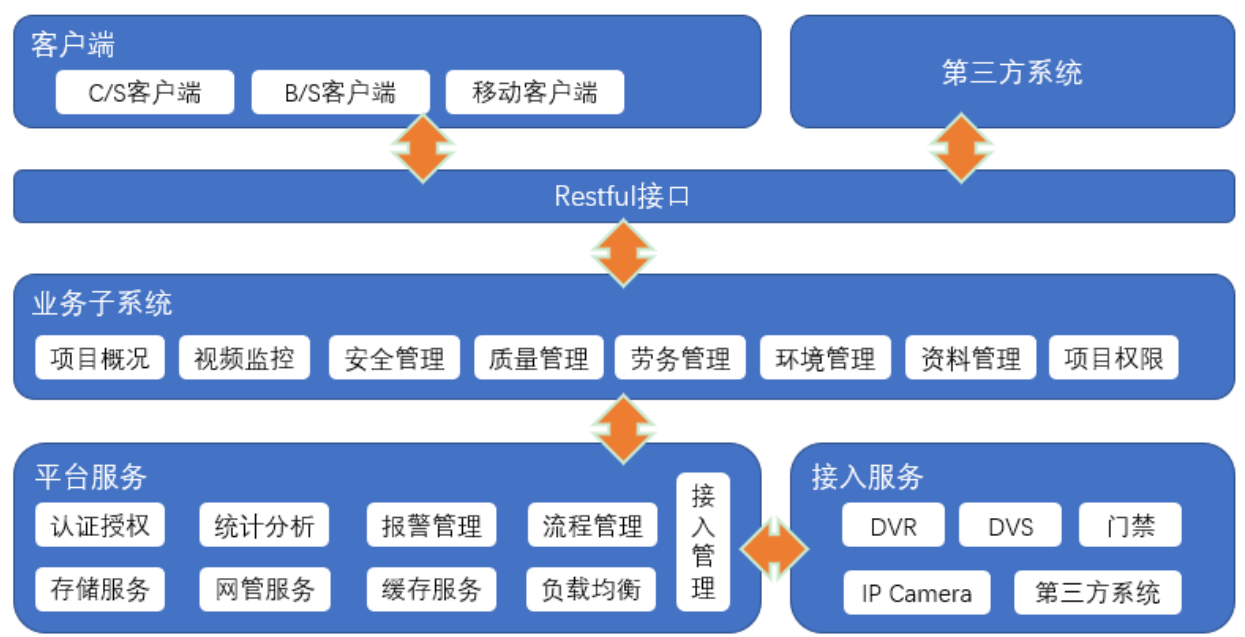 客户端
C/S客户端 B/S客户端 移动客户端
第三方系统
Restful接口
业务子系统
项目概况 视频监控 安全管理 质量管理 劳务管理 环境管理 资料管理 项目权限
平台服务
认证授权 统计分析 报警管理 流程管理
存储服务 网管服务 缓存服务 负载均衡
接
入
管
理
接入服务
DVR DVS 门禁
IP Camera 第三方系统